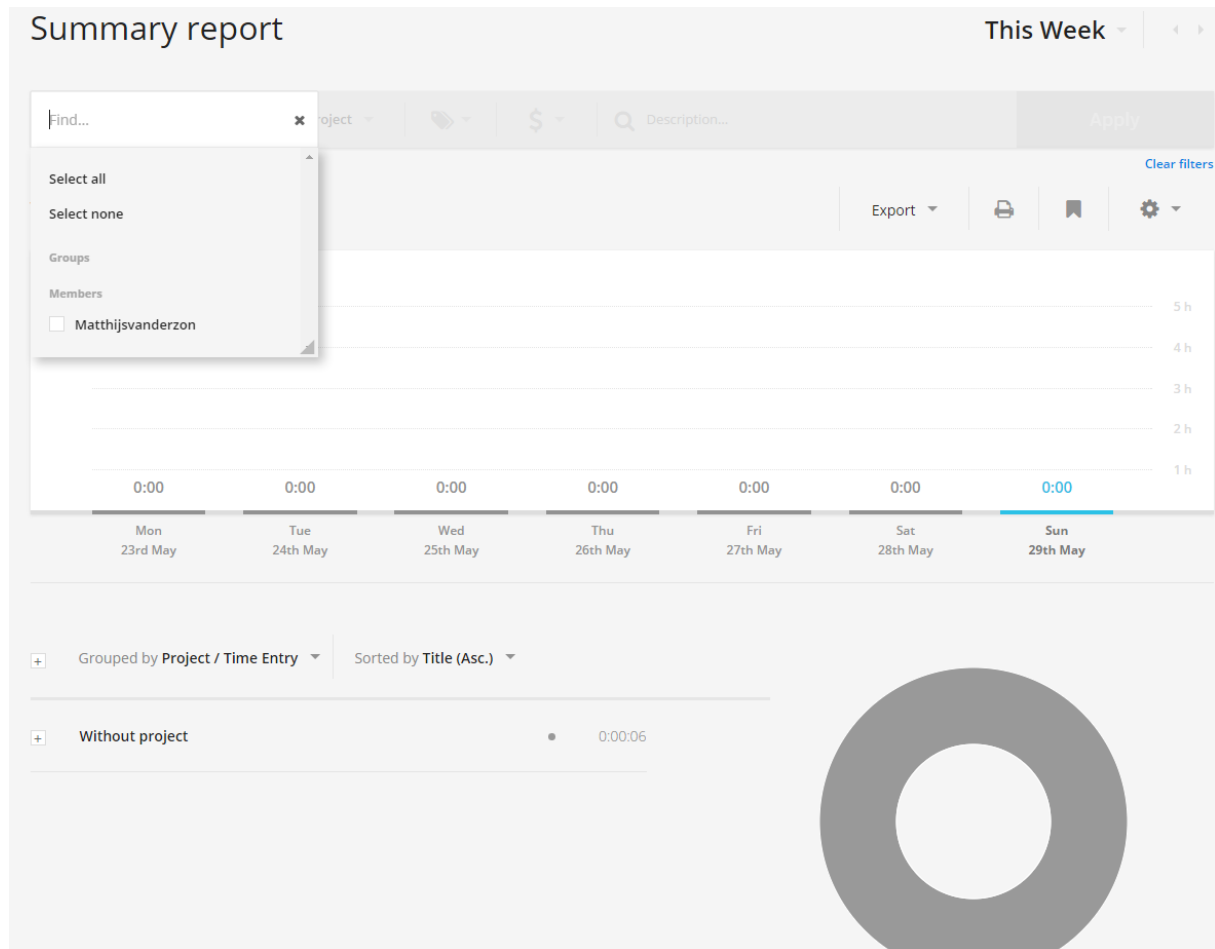 Summary report
This Week
Find...
roject
$
Description...
Apply
Clear filters
Select all
Select none
Groups
Members
Matthijsvanderzon
Export
5 h
4 h
3 h
2 h
1 h
0:00 0:00 0:00 0:00 0:00 0:00 0:00
Mon Tue Wed Thu Fri Sat Sun
23rd May 24th May 25th May 26th May 27th May 28th May 29th May
Grouped by Project / Time Entry Sorted by Title (Asc.)
Without project 0:00:06